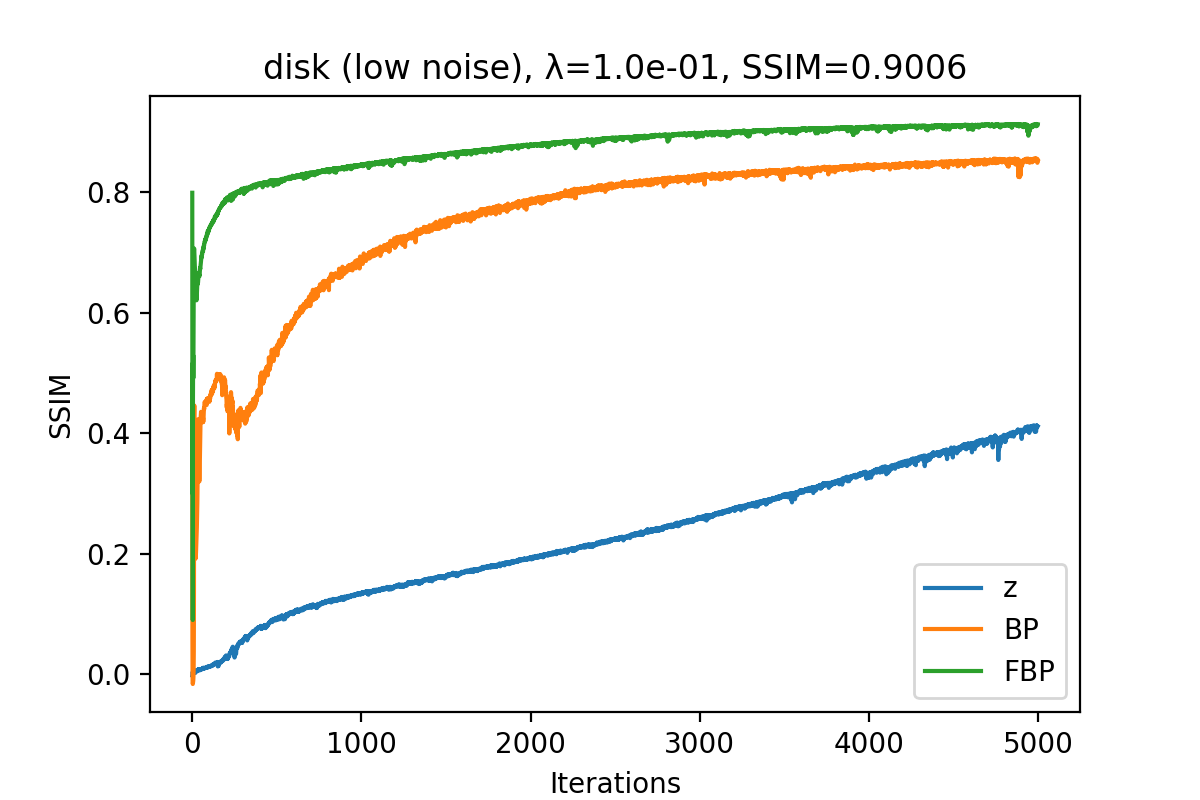 disk (low noise), λ=1.0e-01, SSIM=0.9006
SSIM
0.8
0.6
0.4
0.2
0.0
z
BP
FBP
0 1000 2000 3000 4000 5000
Iterations